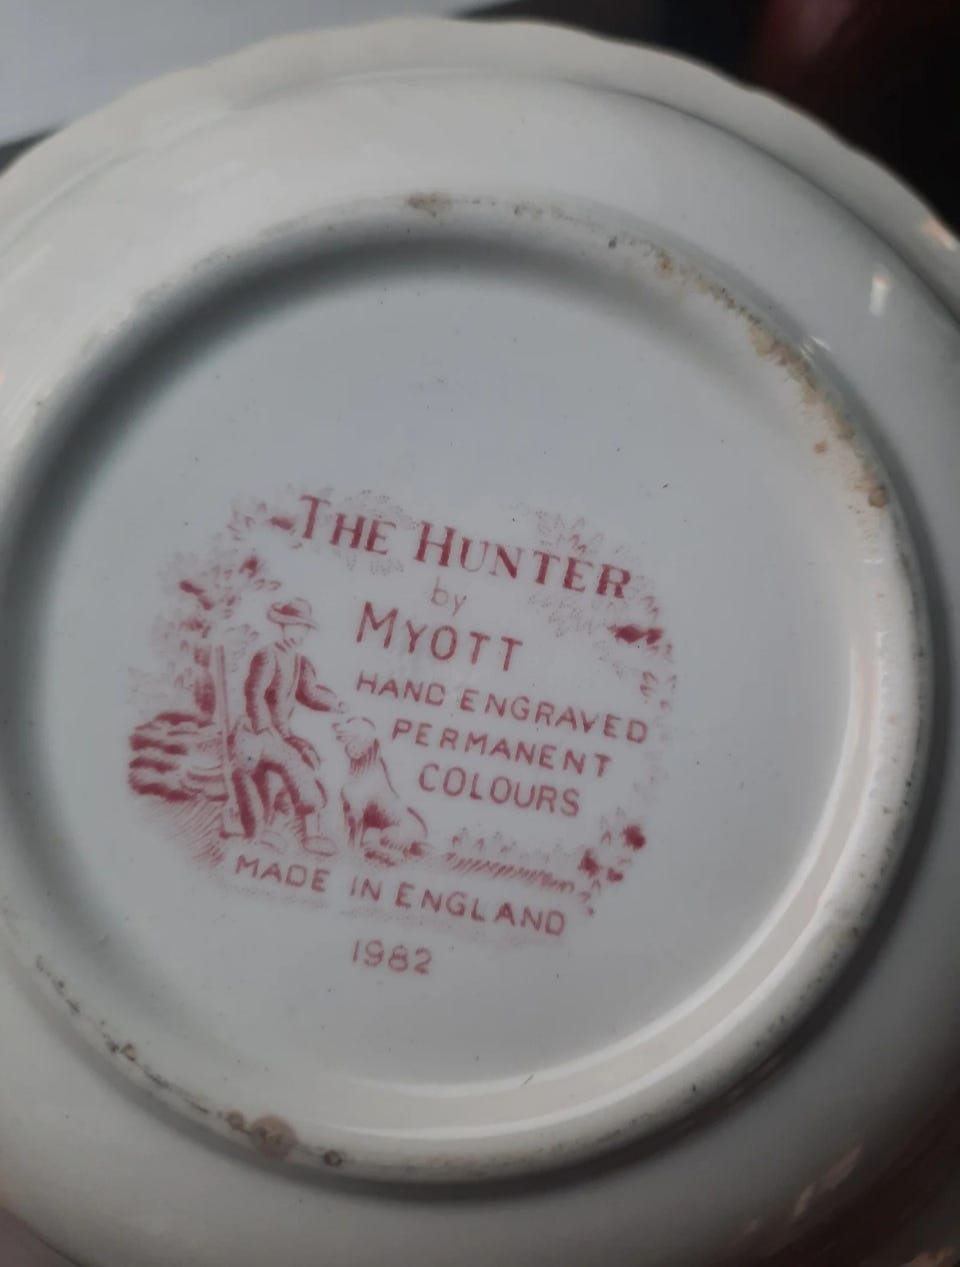 THE HUNTER
by
MYOTT
HAND ENGRAVED
PERMANENT
COLOURS
MADE IN ENGLAND
1982